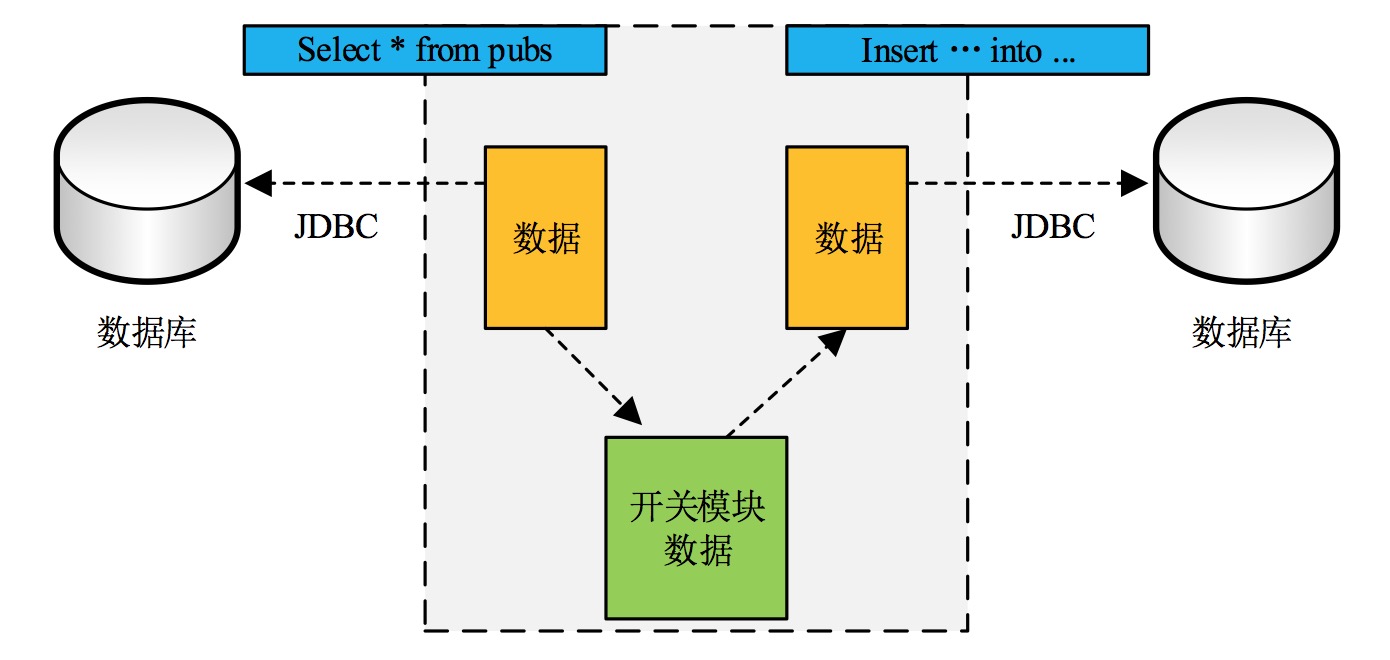 Select * from pubs
Insert … into ...
JDBC
数据
数据
JDBC
数据库
数据库
开关模块
数据